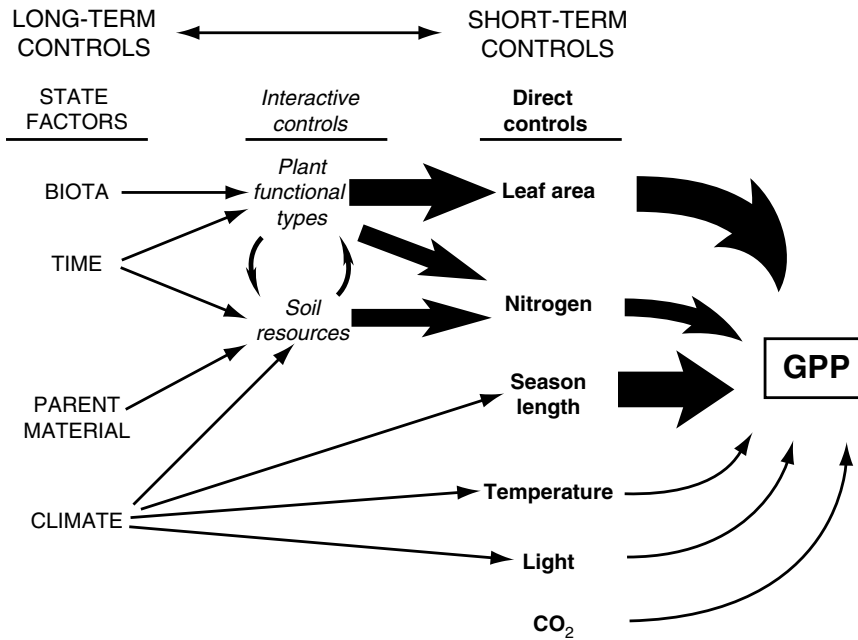 LONG-TERM
CONTROLS
SHORT-TERM
CONTROLS
STATE
FACTORS
Interactive
controls
Direct
controls
BIOTA
TIME
PARENT
MATERIAL
CLIMATE
Plant
functional
types
Soil
resources
Leaf area
Nitrogen
Season
length
Temperature
Light
CO₂
GPP